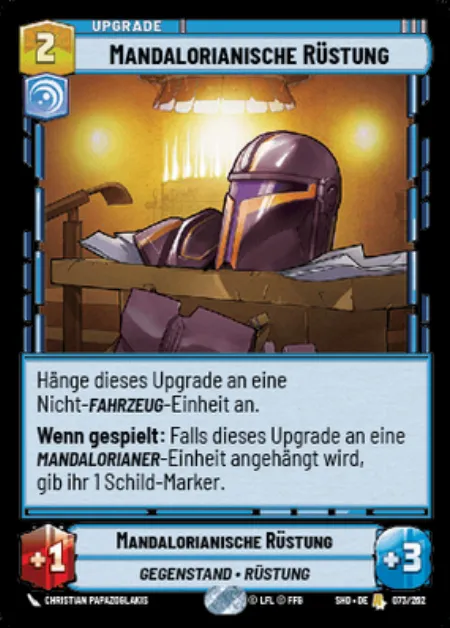 UPGRADE
2
MANDALORIANISCHE RÜSTUNG
Hänge dieses Upgrade an eine
Nicht-FAHRZEUG-Einheit an.
Wenn gespielt: Falls dieses Upgrade an eine
MANDALORIANER-Einheit angehängt wird,
gib ihr 1 Schild-Marker.
+1
MANDALORIANISCHE RÜSTUNG
+3
GEGENSTAND • RÜSTUNG
CHRISTIAN PAPAZOGLAKIS
© LFL © FFG
SHD • DE
073/262